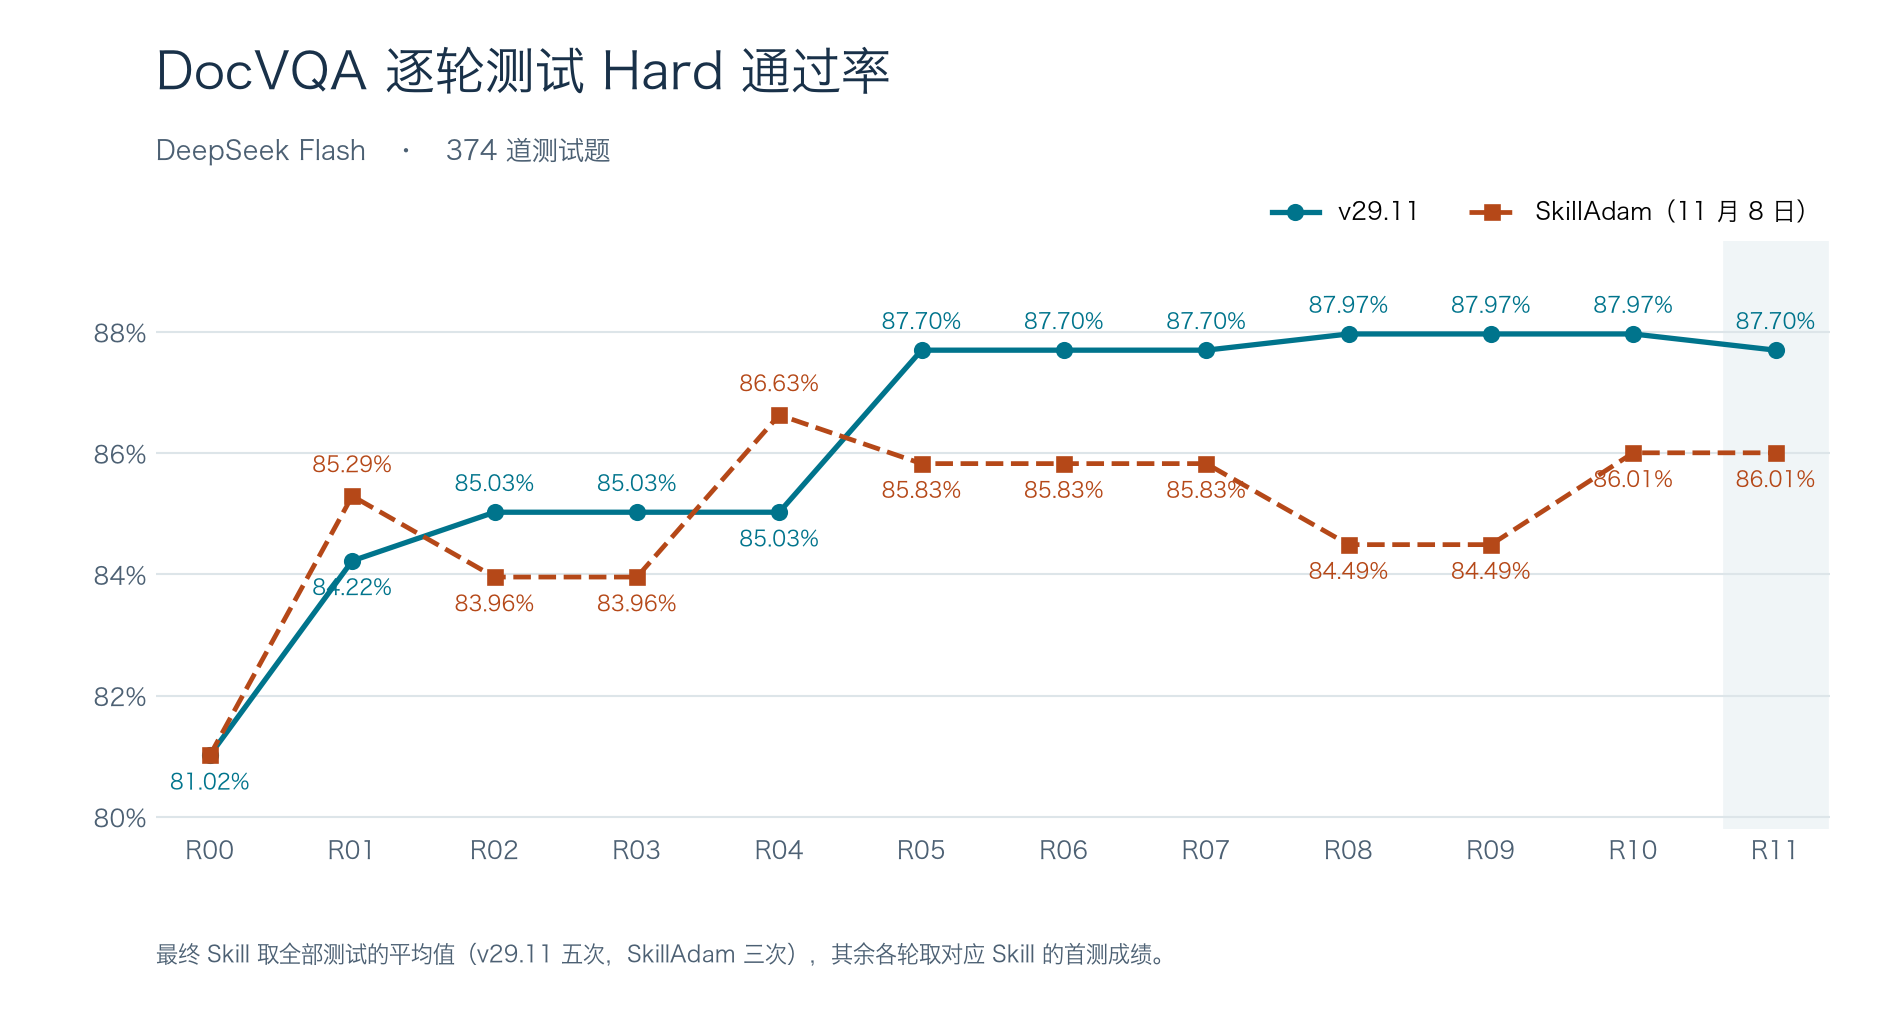 DocVQA 逐轮测试 Hard 通过率
DeepSeek Flash · 374 道测试题
v29.11 SkillAdam（11 月 8 日）
87.97% 87.97% 87.97%
87.70% 87.70% 87.70% 87.70%
88%
86.63%
86%
85.29%
85.03% 85.03%
85.83% 85.83% 85.83% 86.01% 86.01%
85.03%
84%
84.22%
84.49% 84.49%
83.96% 83.96%
82%
81.02%
80%
R00 R01 R02 R03 R04 R05 R06 R07 R08 R09 R10 R11
最终 Skill 取全部测试的平均值（v29.11 五次，SkillAdam 三次），其余各轮取对应 Skill 的首测成绩。